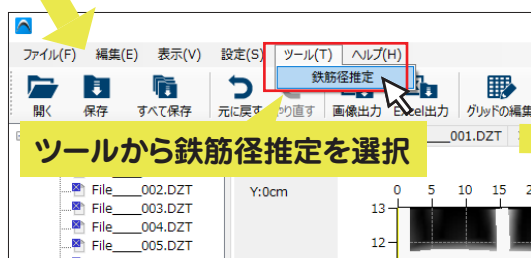 ファイル(F) 編集(E) 表示(V) 設定(S) ツール(T) ヘルプ(H)
鉄筋径推定
開く 保存 すべて保存 元に戻す やり直す 画像出力 Excel出力 グリッドの編集
ツールから鉄筋径推定を選択
001.DZT
File____002.DZT
File____003.DZT
File____004.DZT
File____005.DZT
Y:0cm
0 5 10 15
13
12